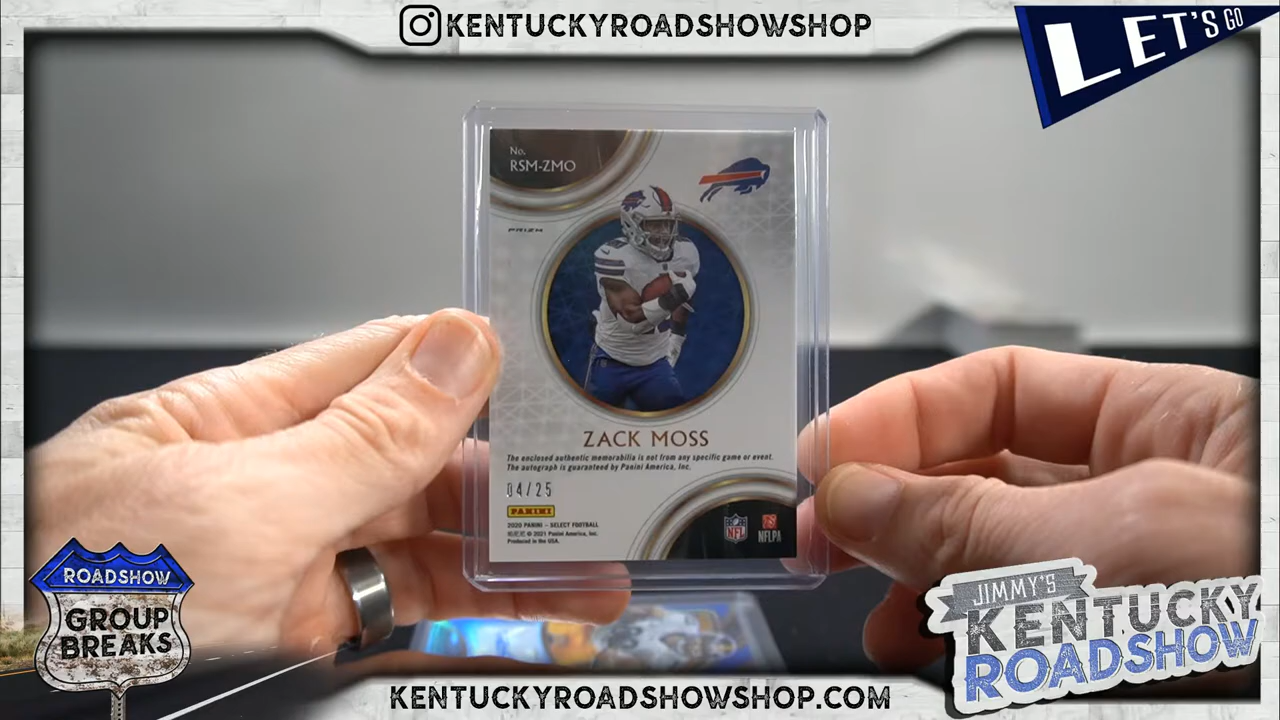 KENTUCKYROADSHOWSHOP
LET'S GO
No.
RSM-ZMO
PRIZM
ZACK MOSS
The enclosed authentic memorabilia is not from any specific game or event.
The autograph is guaranteed by Panini America, Inc.
04/25
PANINI
2020 PANINI – SELECT FOOTBALL
© 2021 Panini America, Inc.
Produced in the USA.
NFL
NFLPA
ROADSHOW
GROUP
BREAKS
JIMMY'S
KENTUCKY
ROADSHOW
KENTUCKYROADSHOWSHOP.COM